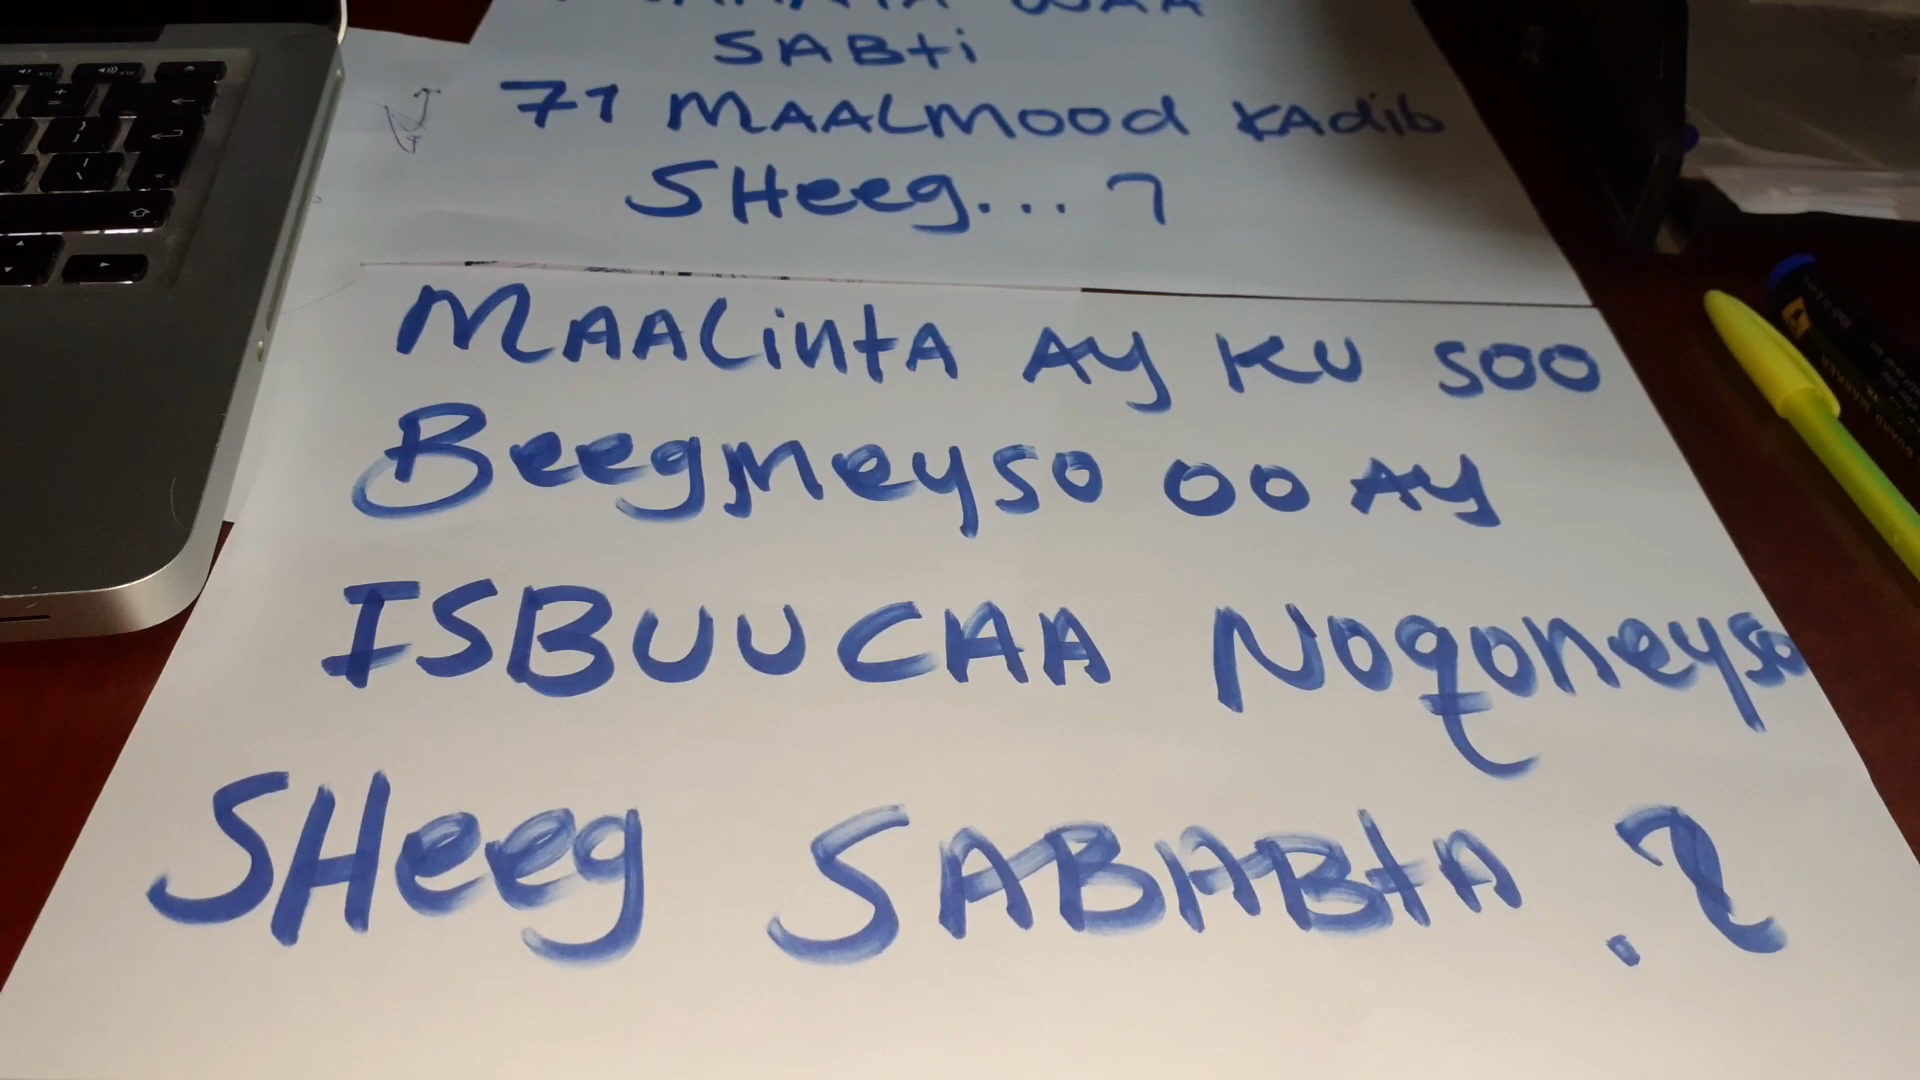 SABti
71 MAALMOOd KAdib
SHeeg... ?
MAALintA AY KU SOO
Beegmeyso oo AY
ISBUUCAA Noqoneyso
SHeeg SABABtA .?